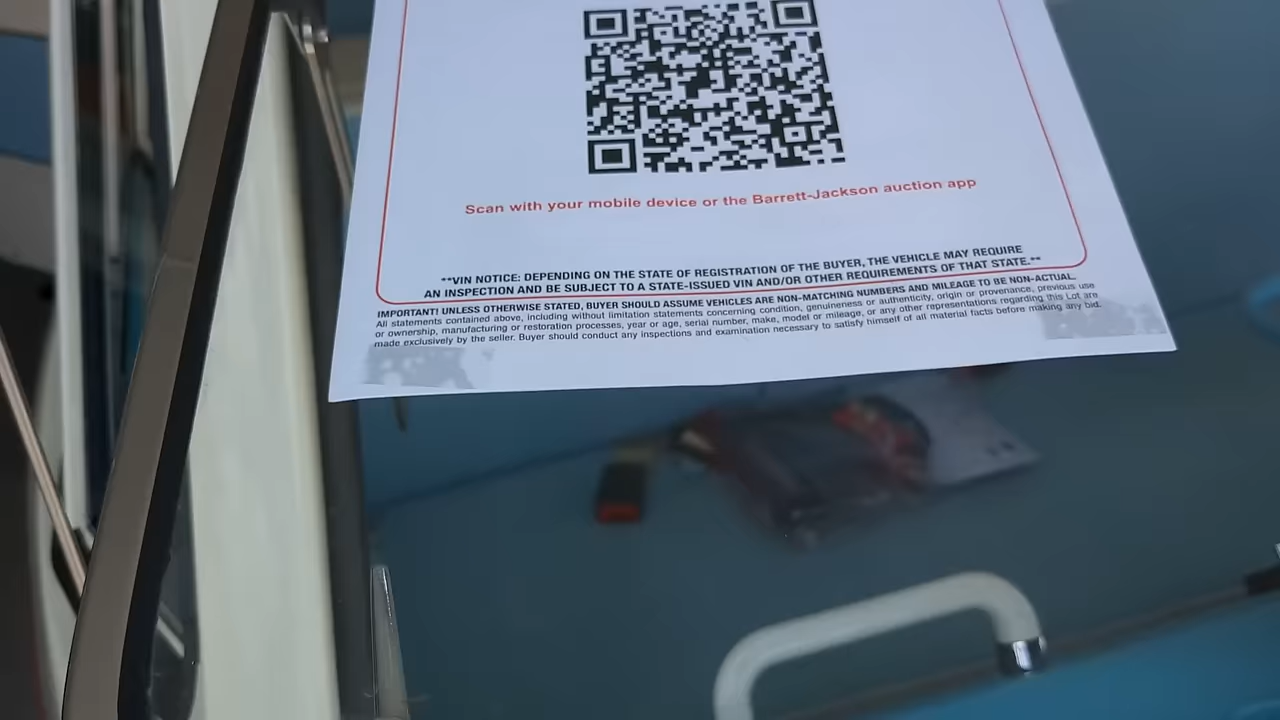 Scan with your mobile device or the Barrett-Jackson auction app
**VIN NOTICE: DEPENDING ON THE STATE OF REGISTRATION OF THE BUYER, THE VEHICLE MAY REQUIRE
AN INSPECTION AND BE SUBJECT TO A STATE-ISSUED VIN AND/OR OTHER REQUIREMENTS OF THAT STATE.**
IMPORTANT! UNLESS OTHERWISE STATED, BUYER SHOULD ASSUME VEHICLES ARE NON-MATCHING NUMBERS AND MILEAGE TO BE NON-ACTUAL.
All statements contained above, including without limitation statements concerning condition, genuineness or authenticity, origin or provenance, previous use
or ownership, manufacturing or restoration processes, year or age, serial number, make, model or mileage, or any other representations regarding this Lot are
made exclusively by the seller. Buyer should conduct any inspections and examination necessary to satisfy himself of all material facts before making any bid.